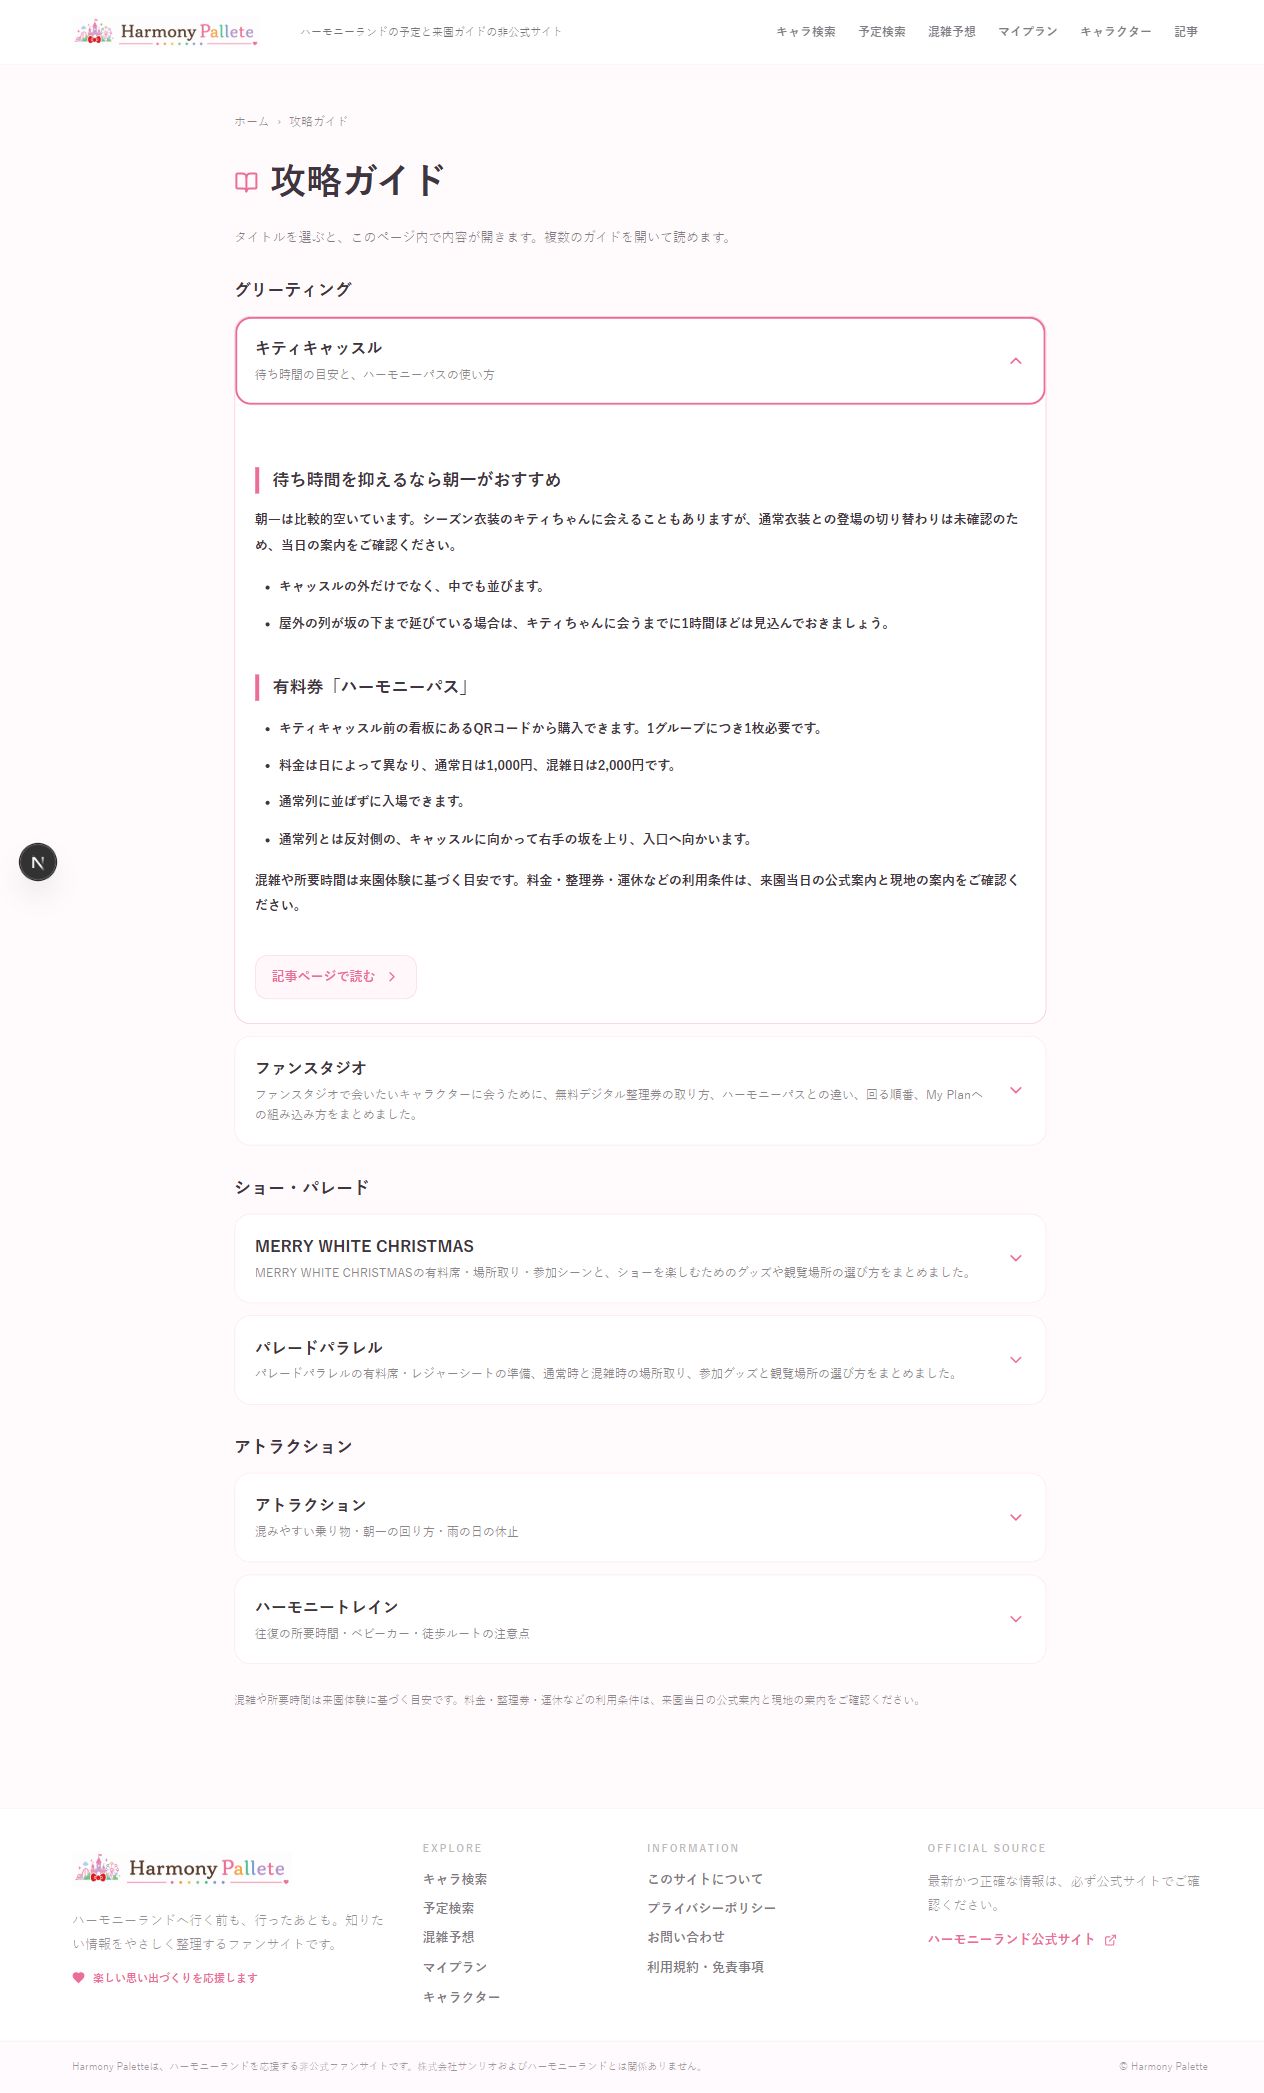 Harmony Pallete
ハーモニーランドの予定と来園ガイドの非公式サイト
キャラ検索
予定検索
混雑予想
マイプラン
キャラクター
記事
ホーム › 攻略ガイド
攻略ガイド
タイトルを選ぶと、このページ内で内容が開きます。複数のガイドを開いて読めます。
グリーティング
キティキャッスル
待ち時間の目安と、ハーモニーパスの使い方
待ち時間を抑えるなら朝一がおすすめ
朝一は比較的空いています。シーズン衣装のキティちゃんに会えることもありますが、通常衣装との登場の切り替わりは未確認のた
め、当日の案内をご確認ください。
• キャッスルの外だけでなく、中でも並びます。
• 屋外の列が坂の下まで延びている場合は、キティちゃんに会うまでに1時間ほどは見込んでおきましょう。
有料券「ハーモニーパス」
• キティキャッスル前の看板にあるQRコードから購入できます。1グループにつき1枚必要です。
• 料金は日によって異なり、通常日は1,000円、混雑日は2,000円です。
• 通常列に並ばずに入場できます。
• 通常列とは反対側の、キャッスルに向かって右手の坂を上り、入口へ向かいます。
混雑や所要時間は来園体験に基づく目安です。料金・整理券・運休などの利用条件は、来園当日の公式案内と現地の案内をご確認く
ださい。
記事ページで読む
N
ファンスタジオ
ファンスタジオで会いたいキャラクターに会うために、無料デジタル整理券の取り方、ハーモニーパスとの違い、回る順番、My Planへ
の組み込み方をまとめました。
ショー・パレード
MERRY WHITE CHRISTMAS
MERRY WHITE CHRISTMASの有料席・場所取り・参加シーンと、ショーを楽しむためのグッズや観覧場所の選び方をまとめました。
パレードパラレル
パレードパラレルの有料席・レジャーシートの準備、通常時と混雑時の場所取り、参加グッズと観覧場所の選び方をまとめました。
アトラクション
アトラクション
混みやすい乗り物・朝一の回り方・雨の日の休止
ハーモニートレイン
往復の所要時間・ベビーカー・徒歩ルートの注意点
混雑や所要時間は来園体験に基づく目安です。料金・整理券・運休などの利用条件は、来園当日の公式案内と現地の案内をご確認ください。
Harmony Pallete
ハーモニーランドへ行く前も、行ったあとも。知りた
い情報をやさしく整理するファンサイトです。
楽しい思い出づくりを応援します
EXPLORE
キャラ検索
予定検索
混雑予想
マイプラン
キャラクター
INFORMATION
このサイトについて
プライバシーポリシー
お問い合わせ
利用規約・免責事項
OFFICIAL SOURCE
最新かつ正確な情報は、必ず公式サイトでご確
認ください。
ハーモニーランド公式サイト
Harmony Paletteは、ハーモニーランドを応援する非公式ファンサイトです。株式会社サンリオおよびハーモニーランドとは関係ありません。
© Harmony Palette